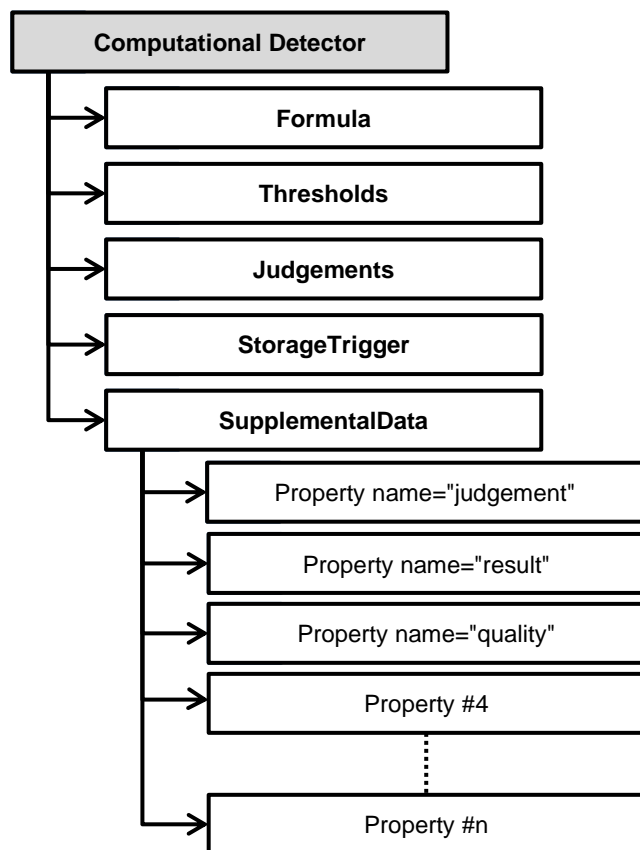 Computational Detector
Formula
Thresholds
Judgements
StorageTrigger
SupplementalData
Property name="judgement"
Property name="result"
Property name="quality"
Property #4
Property #n